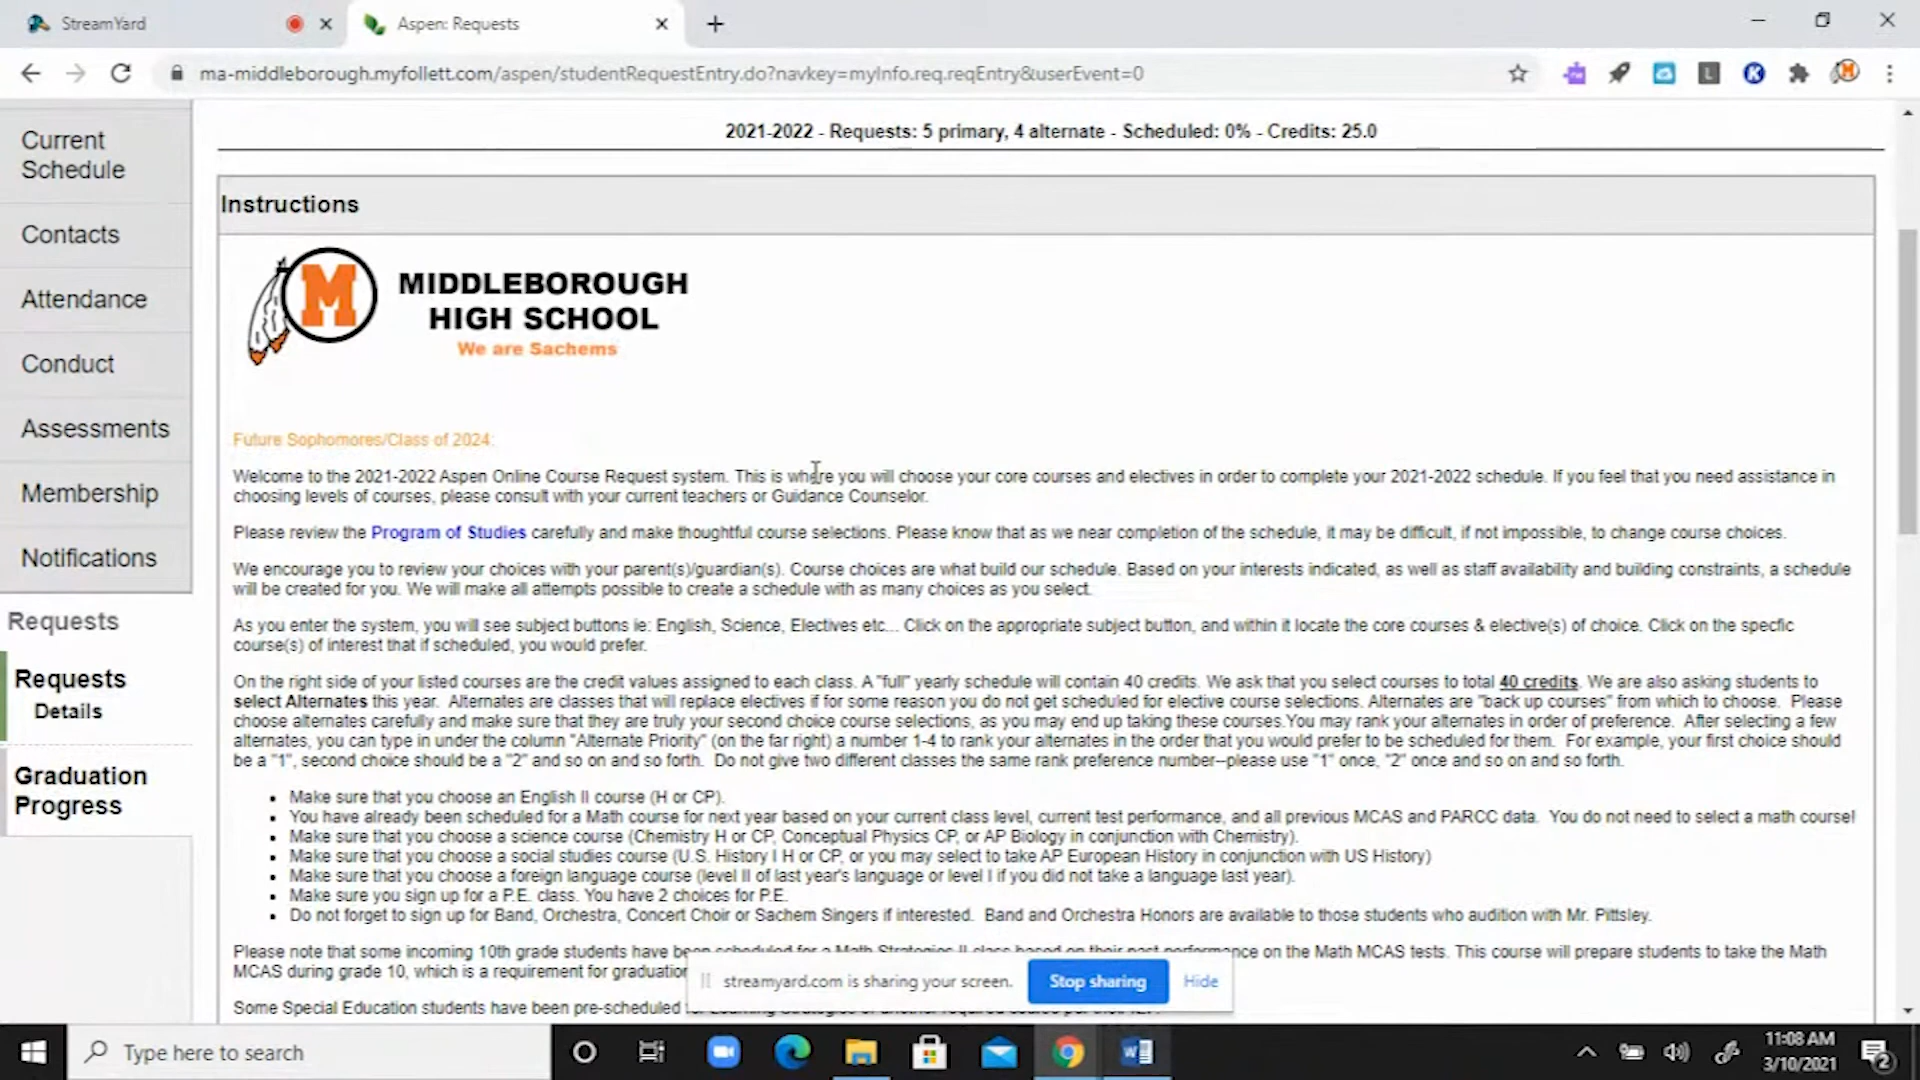 StreamYard
Aspen: Requests
ma-middleborough.myfollett.com/aspen/studentRequestEntry.do?navkey=myInfo.req.reqEntry&userEvent=0
Current
Schedule
Contacts
Attendance
Conduct
Assessments
Membership
Notifications
Requests
Requests
Details
Graduation
Progress
2021-2022 - Requests: 5 primary, 4 alternate - Scheduled: 0% - Credits: 25.0
Instructions
M
MIDDLEBOROUGH
HIGH SCHOOL
We are Sachems
Future Sophomores/Class of 2024:
Welcome to the 2021-2022 Aspen Online Course Request system. This is where you will choose your core courses and electives in order to complete your 2021-2022 schedule. If you feel that you need assistance in
choosing levels of courses, please consult with your current teachers or Guidance Counselor.
Please review the Program of Studies carefully and make thoughtful course selections. Please know that as we near completion of the schedule, it may be difficult, if not impossible, to change course choices.
We encourage you to review your choices with your parent(s)/guardian(s). Course choices are what build our schedule. Based on your interests indicated, as well as staff availability and building constraints, a schedule
will be created for you. We will make all attempts possible to create a schedule with as many choices as you select.
As you enter the system, you will see subject buttons ie: English, Science, Electives etc... Click on the appropriate subject button, and within it locate the core courses & elective(s) of choice. Click on the specfic
course(s) of interest that if scheduled, you would prefer.
On the right side of your listed courses are the credit values assigned to each class. A "full" yearly schedule will contain 40 credits. We ask that you select courses to total 40 credits. We are also asking students to
select Alternates this year. Alternates are classes that will replace electives if for some reason you do not get scheduled for elective course selections. Alternates are "back up courses" from which to choose. Please
choose alternates carefully and make sure that they are truly your second choice course selections, as you may end up taking these courses.You may rank your alternates in order of preference. After selecting a few
alternates, you can type in under the column "Alternate Priority" (on the far right) a number 1-4 to rank your alternates in the order that you would prefer to be scheduled for them. For example, your first choice should
be a "1", second choice should be a "2" and so on and so forth. Do not give two different classes the same rank preference number--please use "1" once, "2" once and so on and so forth.
• Make sure that you choose an English II course (H or CP).
• You have already been scheduled for a Math course for next year based on your current class level, current test performance, and all previous MCAS and PARCC data. You do not need to select a math course!
• Make sure that you choose a science course (Chemistry H or CP, Conceptual Physics CP, or AP Biology in conjunction with Chemistry).
• Make sure that you choose a social studies course (U.S. History I H or CP, or you may select to take AP European History in conjunction with US History)
• Make sure that you choose a foreign language course (level II of last year's language or level I if you did not take a language last year).
• Make sure you sign up for a P.E. class. You have 2 choices for P.E.
• Do not forget to sign up for Band, Orchestra, Concert Choir or Sachem Singers if interested. Band and Orchestra Honors are available to those students who audition with Mr. Pittsley.
Please note that some incoming 10th grade students have been scheduled for a Math Strategies II class based on their past performance on the Math MCAS tests. This course will prepare students to take the Math
MCAS during grade 10, which is a requirement for graduation
Some Special Education students have been pre-scheduled
streamyard.com is sharing your screen.
Stop sharing
Hide
Type here to search
11:08 AM
3/10/2021
2